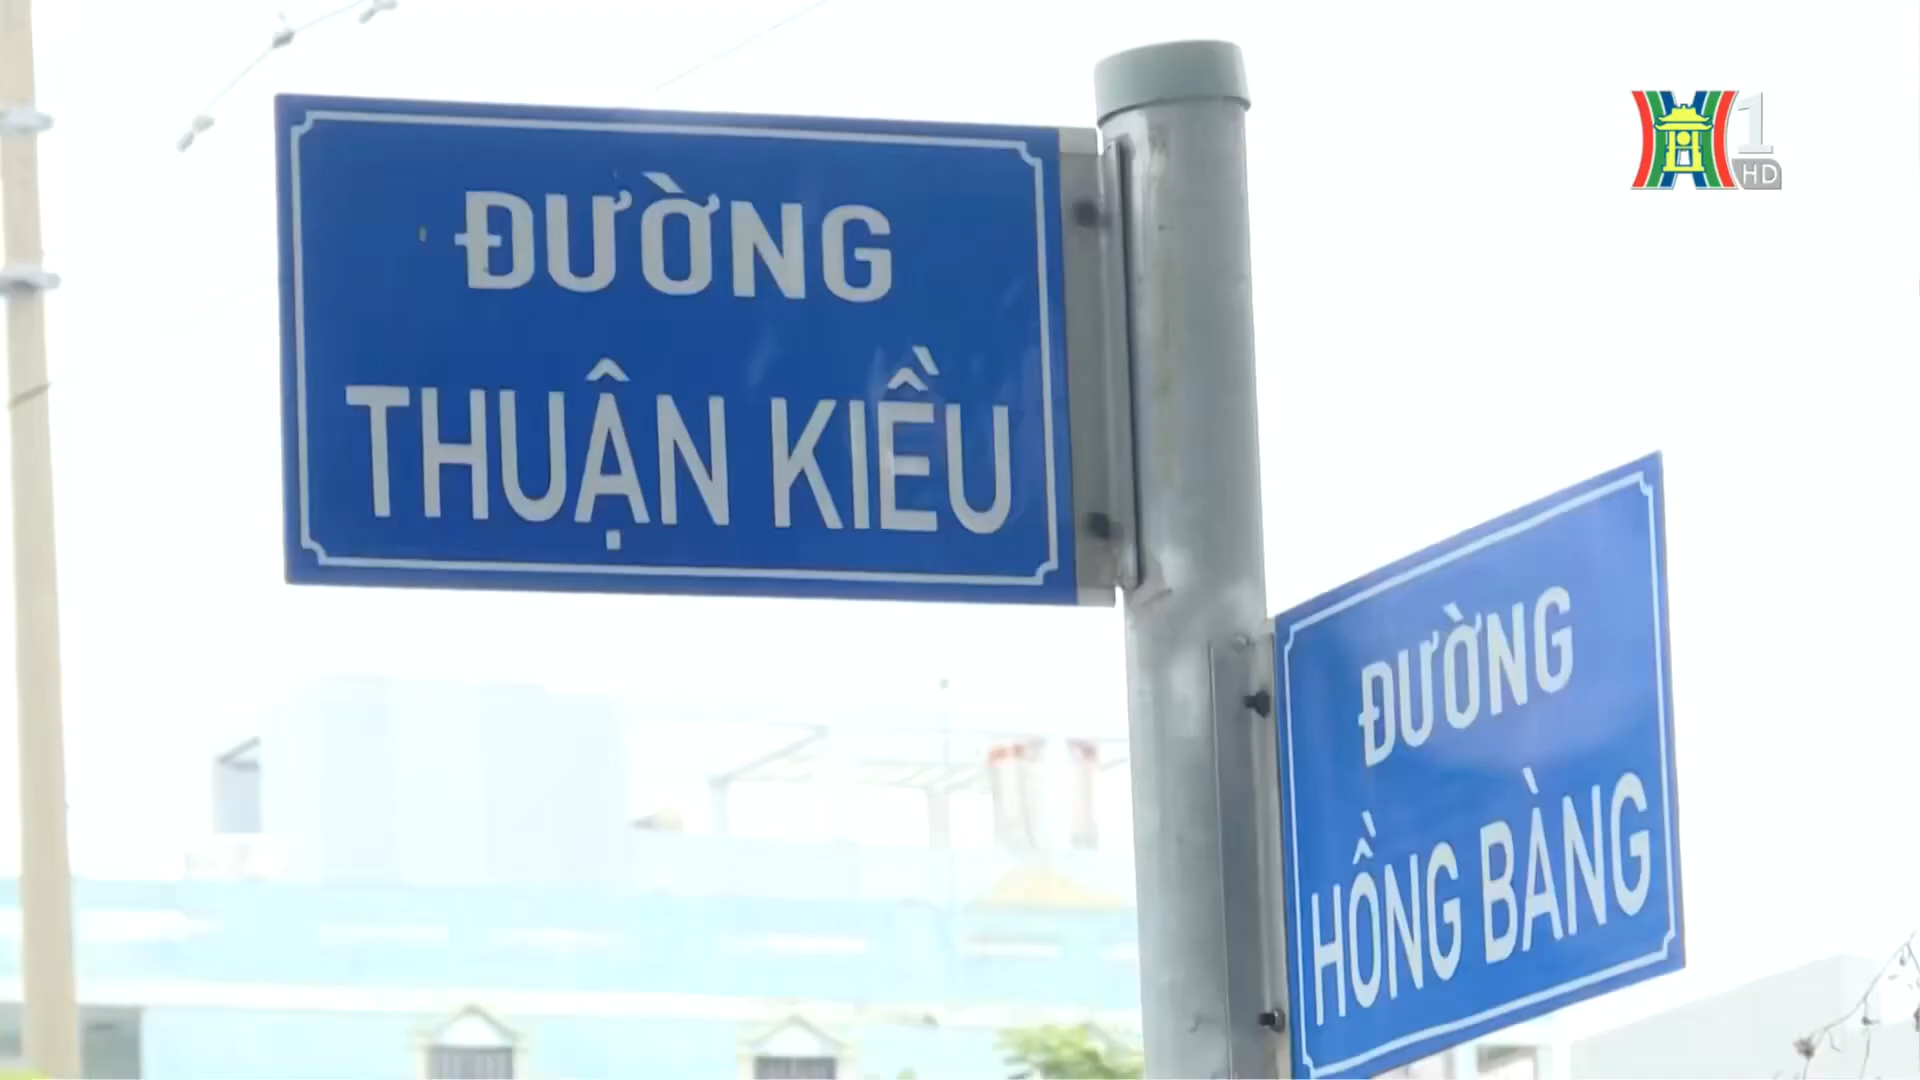 ĐƯỜNG
THUẬN KIỀU
ĐƯỜNG
HỒNG BÀNG
1
HD